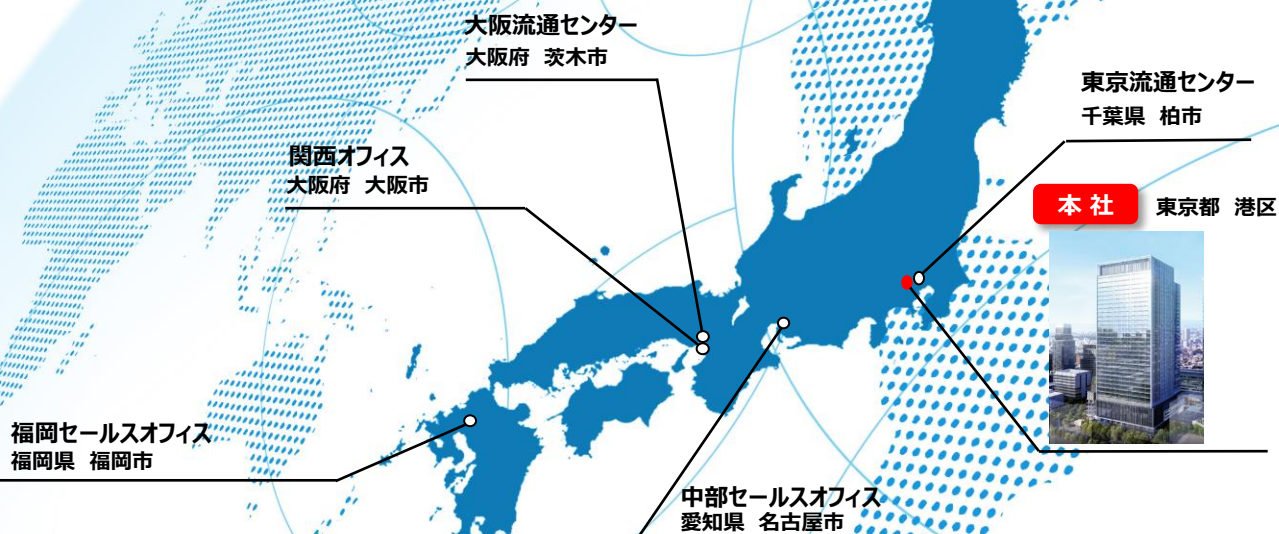 大阪流通センター
大阪府 茨木市
関西オフィス
大阪府 大阪市
東京流通センター
千葉県 柏市
本社 東京都 港区
福岡セールスオフィス
福岡県 福岡市
中部セールスオフィス
愛知県 名古屋市